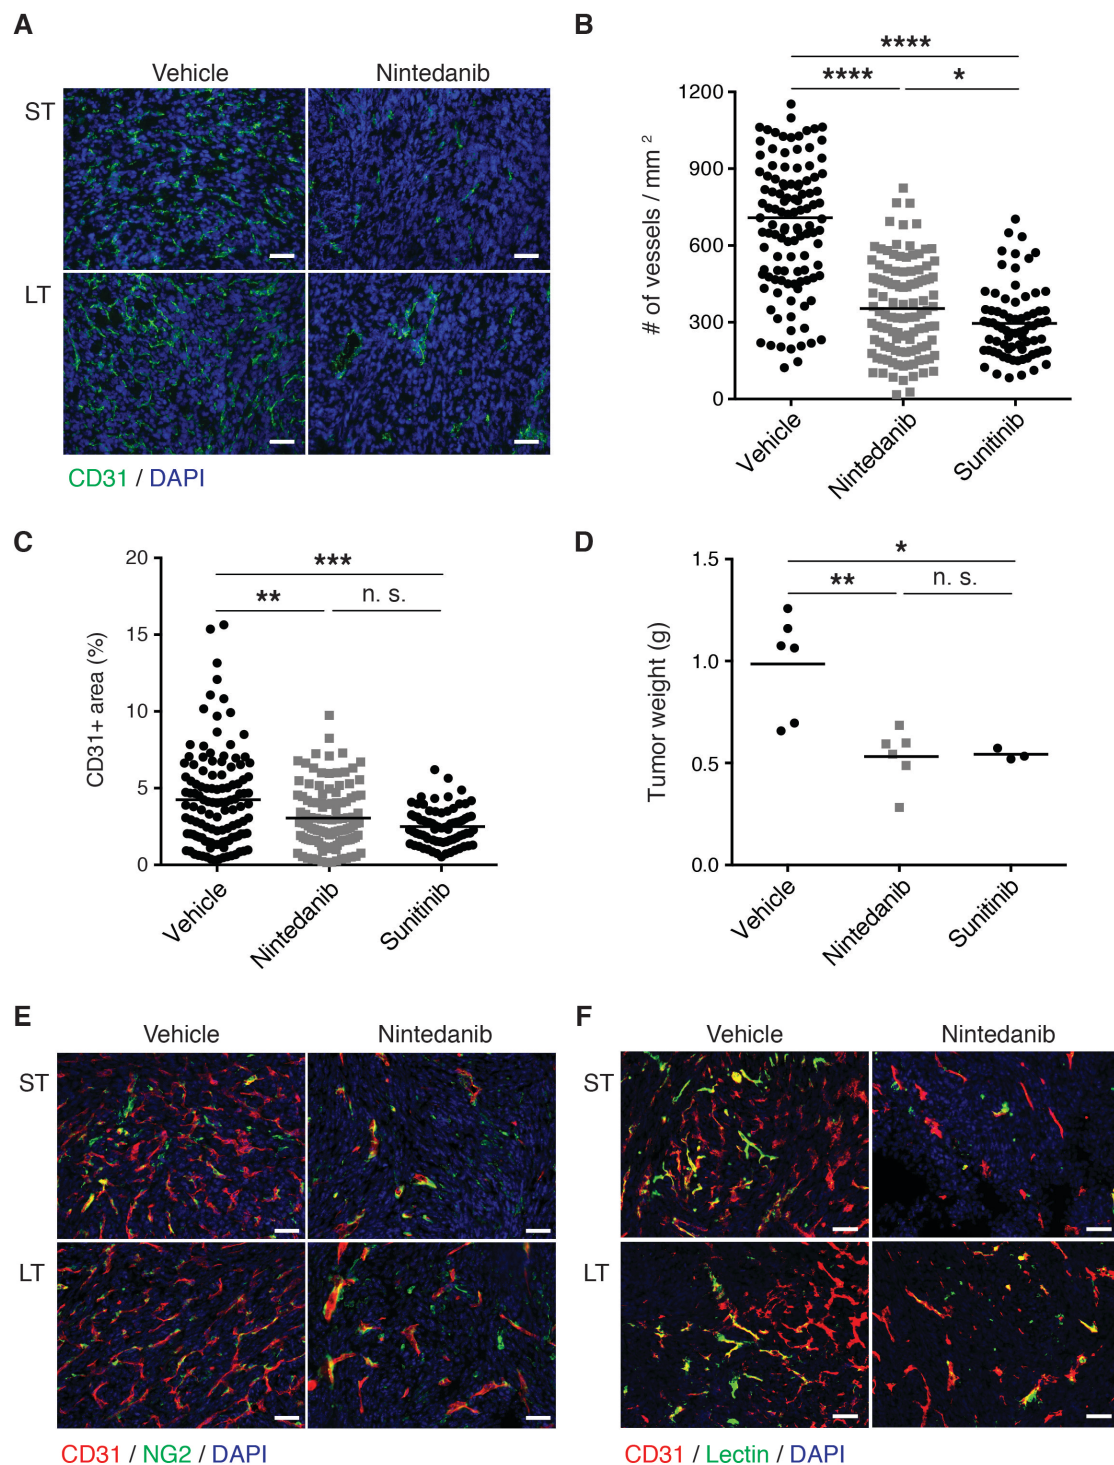 A
Vehicle Nintedanib
ST
LT
CD31 / DAPI
B
****
**** *
# of vessels / mm 2
1200
900
600
300
0
Vehicle
Nintedanib
Sunitinib
C
***
** n. s.
CD31+ area (%)
20
15
10
5
0
Vehicle
Nintedanib
Sunitinib
D
*
** n. s.
Tumor weight (g)
1.5
1.0
0.5
0.0
Vehicle
Nintedanib
Sunitinib
E
Vehicle Nintedanib
ST
LT
CD31 / NG2 / DAPI
F
Vehicle Nintedanib
ST
LT
CD31 / Lectin / DAPI